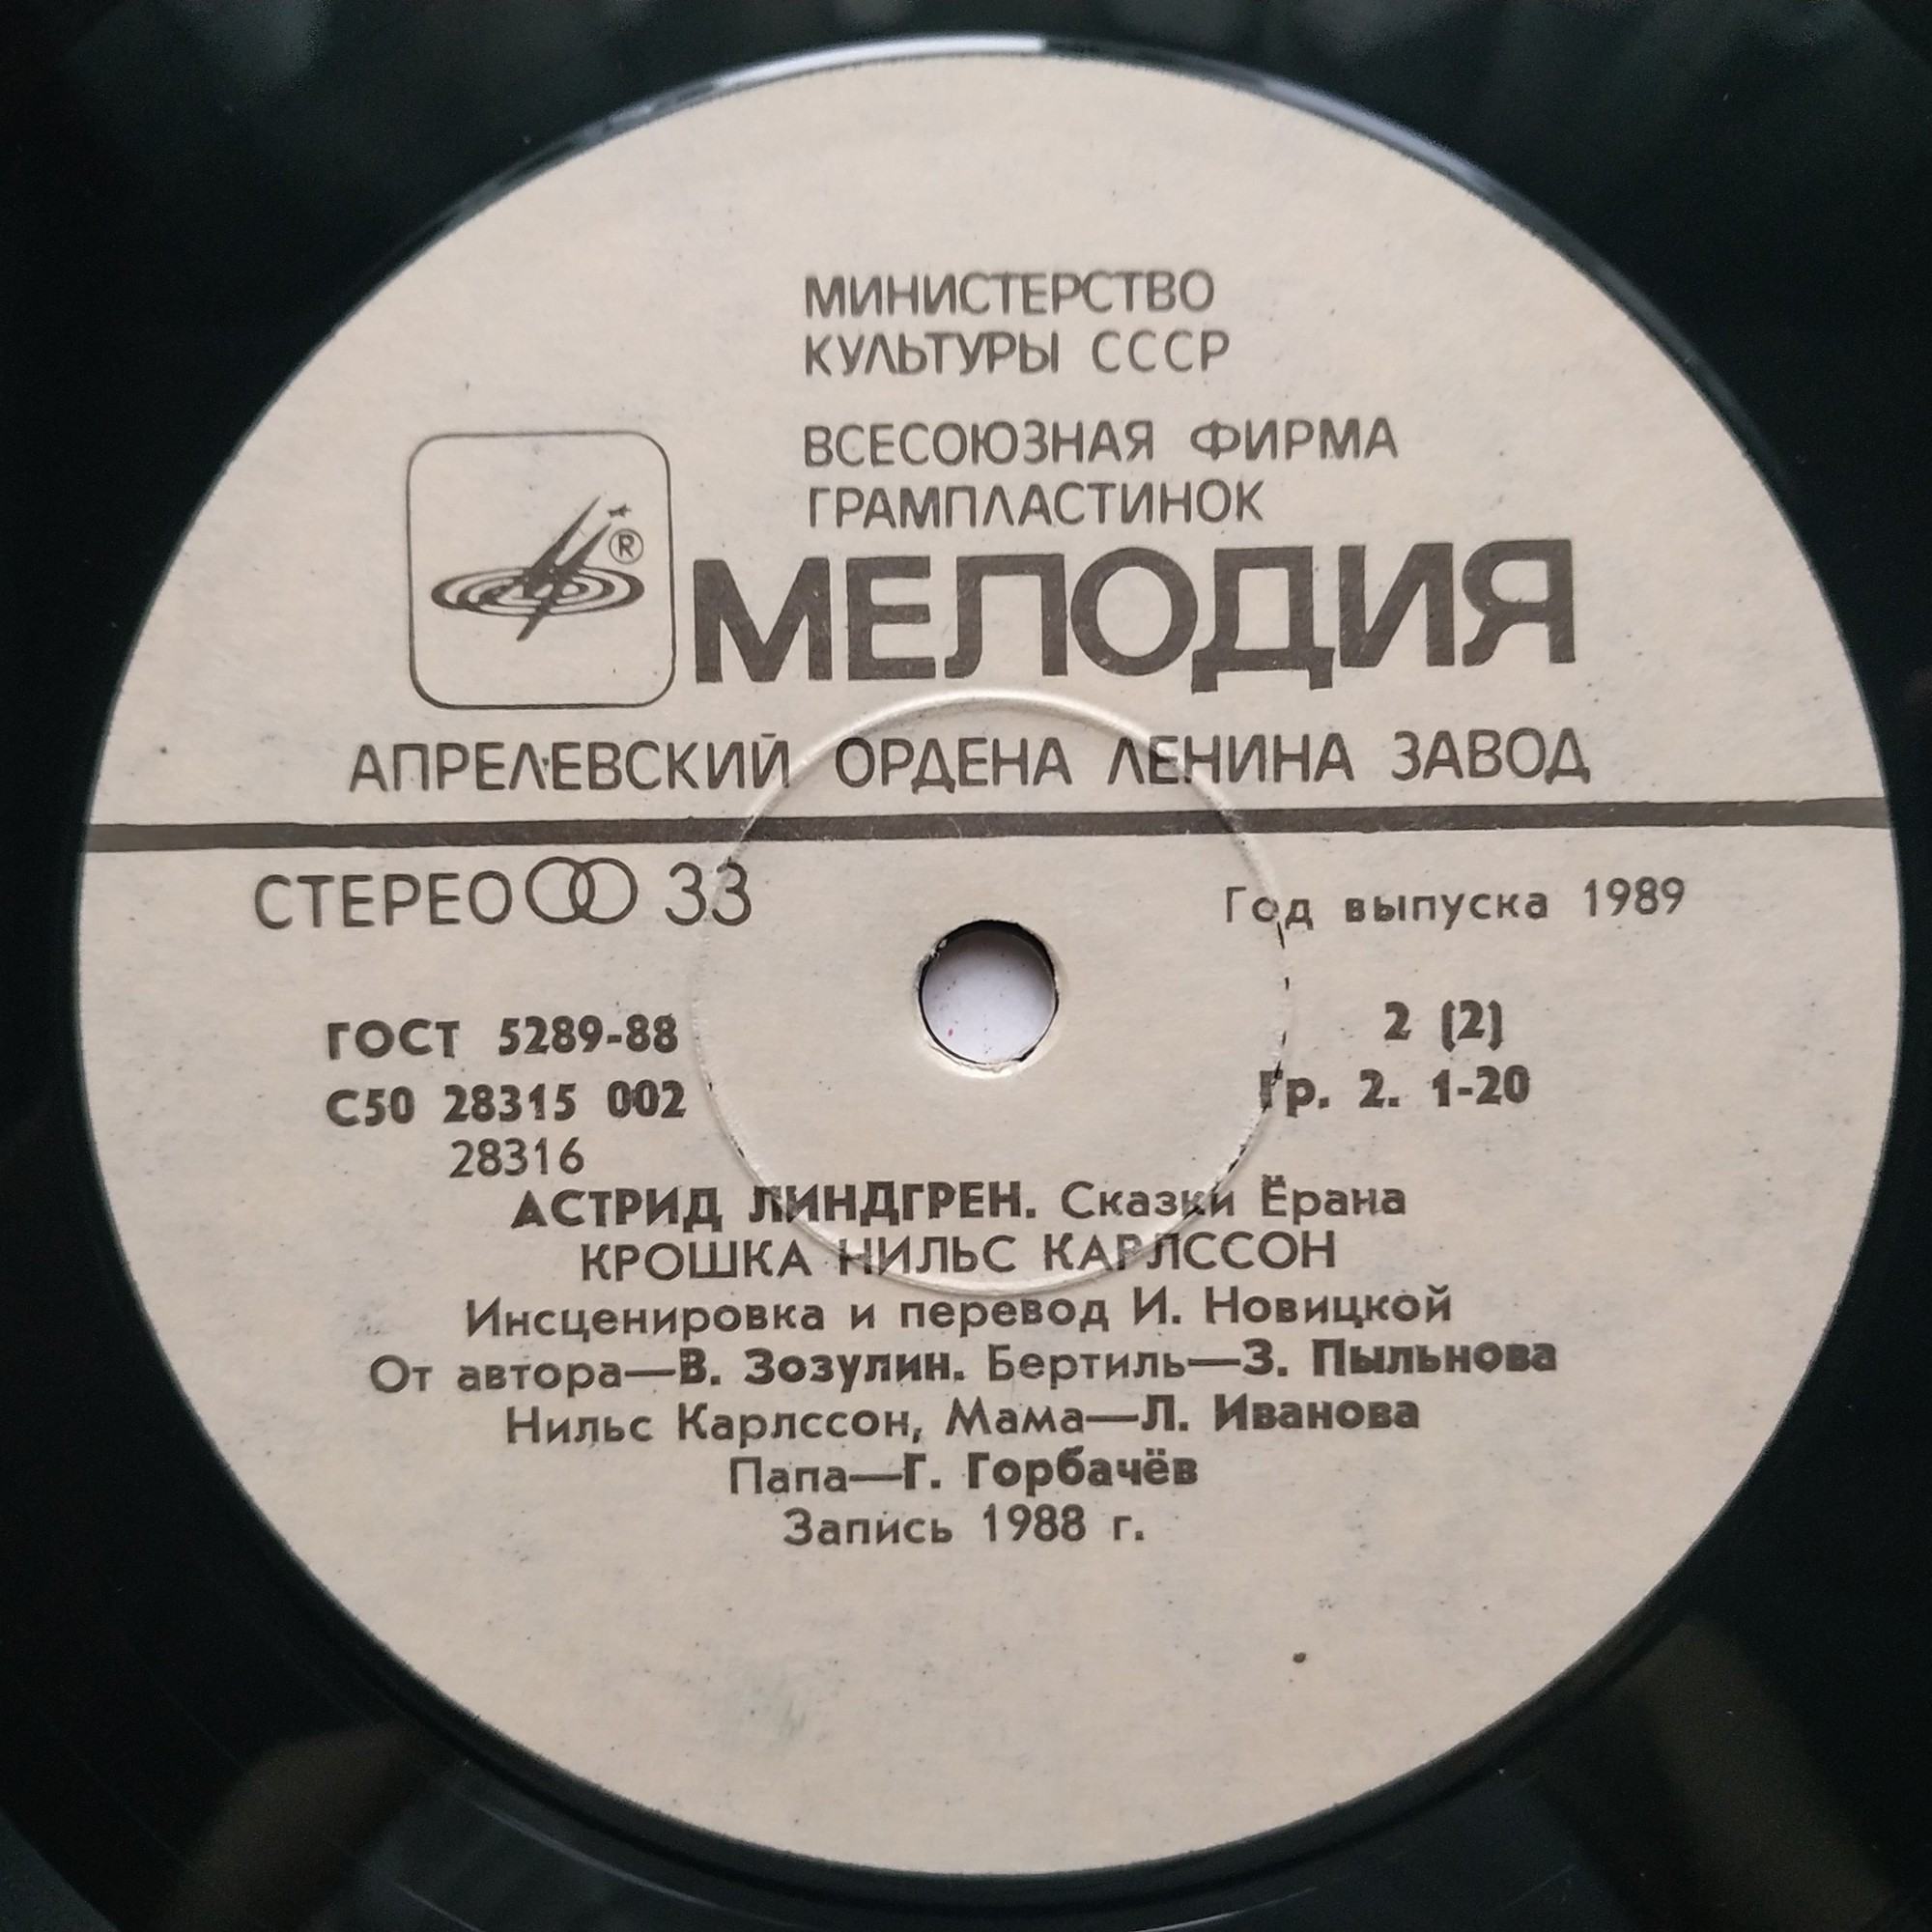 МИНИСТЕРСТВО
КУЛЬТУРЫ СССР
ВСЕСОЮЗНАЯ ФИРМА
ГРАМПЛАСТИНОК
®
МЕЛОДИЯ
АПРЕЛЕВСКИЙ ОРДЕНА ЛЕНИНА ЗАВОД
СТЕРЕО 33
Год выпуска 1989
ГОСТ 5289-88
2 (2)
С50 28315 002
Гр. 2. 1-20
28316
АСТРИД ЛИНДГРЕН. Сказки Ёрана
КРОШКА НИЛЬС КАРЛССОН
Инсценировка и перевод И. Новицкой
От автора—В. Зозулин. Бертиль—З. Пыльнова
Нильс Карлссон, Мама—Л. Иванова
Папа—Г. Горбачёв
Запись 1988 г.